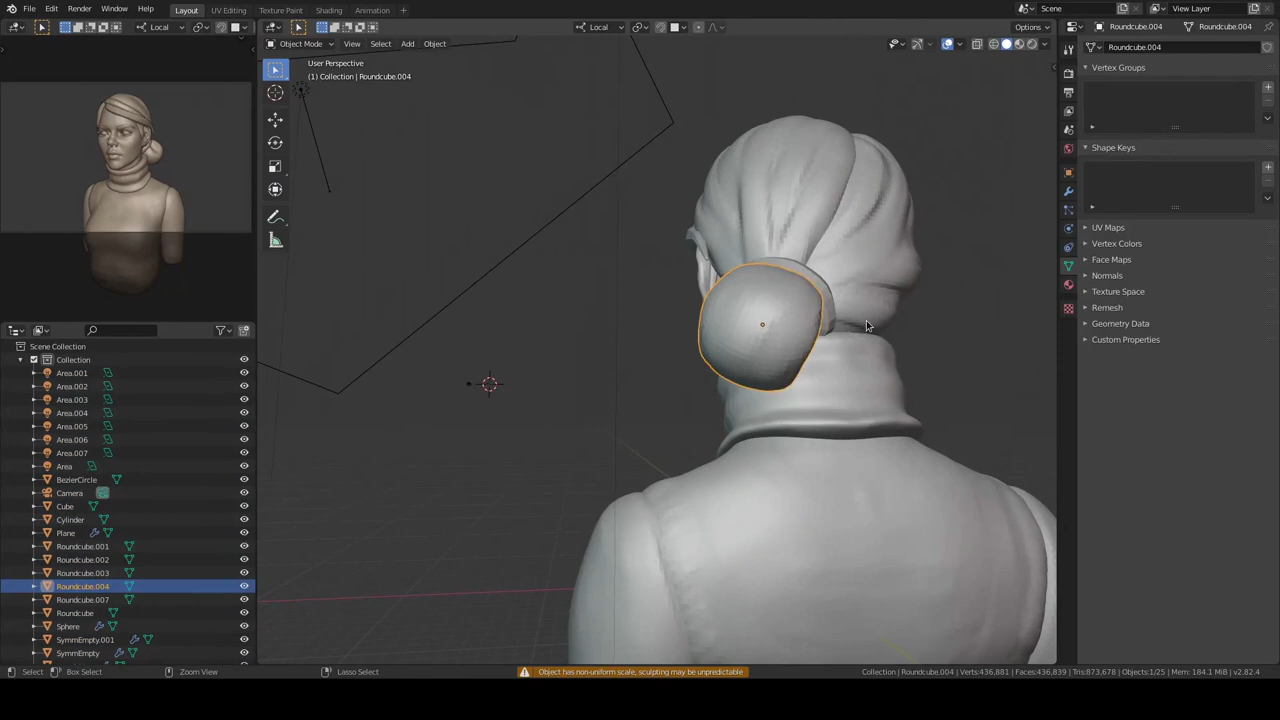 File Edit Render Window Help Layout UV Editing Texture Paint Shading Animation + Scene View Layer
Local Local Options Roundcube.004 Roundcube.004
Object Mode View Select Add Object Roundcube.004
User Perspective
(1) Collection | Roundcube.004
Vertex Groups
Shape Keys
UV Maps
Vertex Colors
Face Maps
Normals
Texture Space
Remesh
Geometry Data
Custom Properties
Scene Collection
Collection
Area.001
Area.002
Area.003
Area.004
Area.005
Area.006
Area.007
Area
BezierCircle
Camera
Cube
Cylinder
Plane
Roundcube.001
Roundcube.002
Roundcube.003
Roundcube.004
Roundcube.007
Roundcube
Sphere
SymmEmpty.001
SymmEmpty
Select Box Select Zoom View Lasso Select Object has non-uniform scale, sculpting may be unpredictable Collection | Roundcube.004 | Verts:436,881 | Faces:436,839 | Tris:873,678 | Objects:1/25 | Mem: 184.1 MiB | v2.82.4